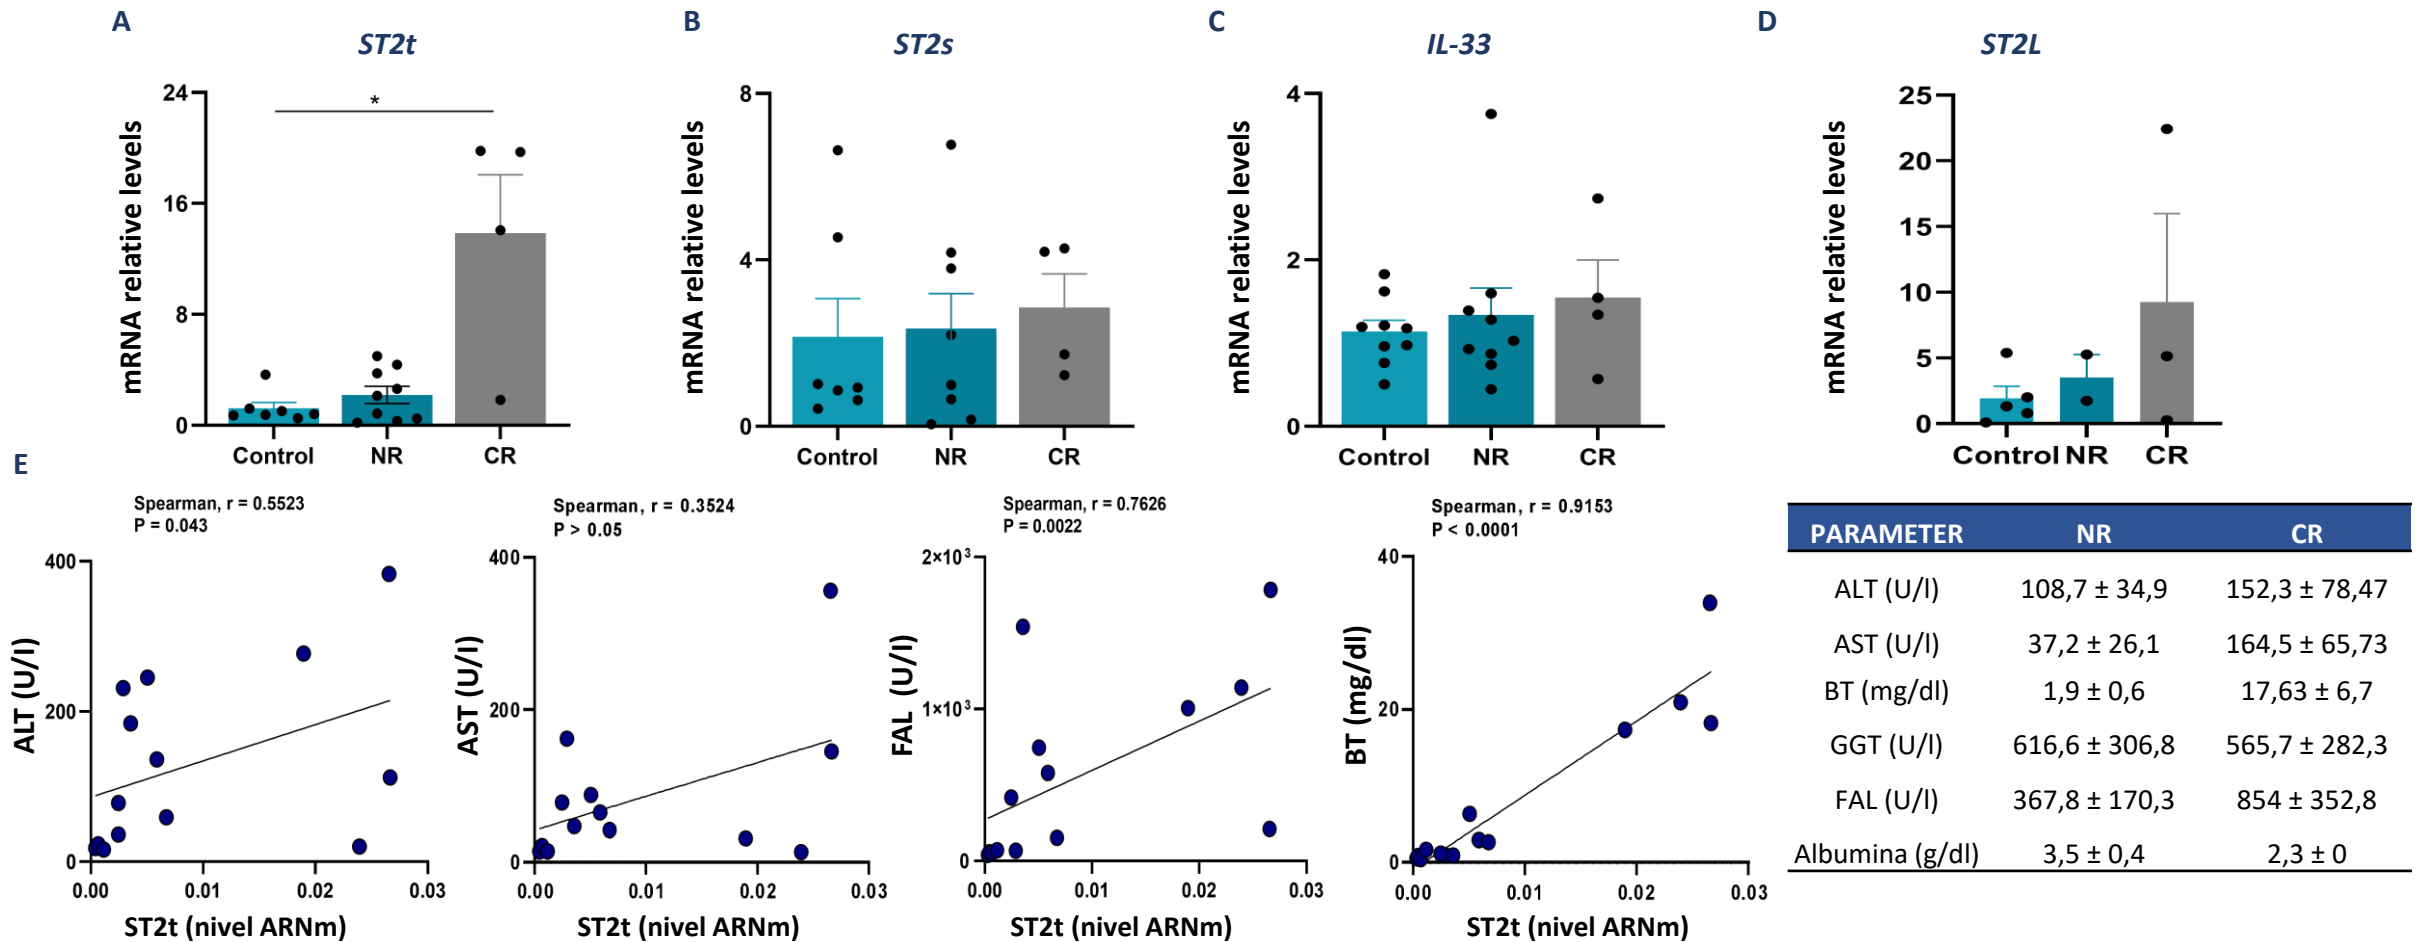 A
ST2t
mRNA relative levels
24
16
8
0
*
Control NR CR
B
ST2s
mRNA relative levels
8
4
0
Control NR CR
C
IL-33
mRNA relative levels
4
2
0
Control NR CR
D
ST2L
mRNA relative levels
25
20
15
10
5
0
Control NR CR
E
Spearman, r = 0.5523
P = 0.043
ALT (U/l)
400
200
0
0.00 0.01 0.02 0.03
ST2t (nivel ARNm)
Spearman, r = 0.3524
P > 0.05
AST (U/l)
400
200
0
0.00 0.01 0.02 0.03
ST2t (nivel ARNm)
Spearman, r = 0.7626
P = 0.0022
FAL (U/l)
2×10³
1×10³
0
0.00 0.01 0.02 0.03
ST2t (nivel ARNm)
Spearman, r = 0.9153
P < 0.0001
BT (mg/dl)
40
20
0
0.00 0.01 0.02 0.03
ST2t (nivel ARNm)
PARAMETER NR CR
ALT (U/l) 108,7 ± 34,9 152,3 ± 78,47
AST (U/l) 37,2 ± 26,1 164,5 ± 65,73
BT (mg/dl) 1,9 ± 0,6 17,63 ± 6,7
GGT (U/l) 616,6 ± 306,8 565,7 ± 282,3
FAL (U/l) 367,8 ± 170,3 854 ± 352,8
Albumina (g/dl) 3,5 ± 0,4 2,3 ± 0